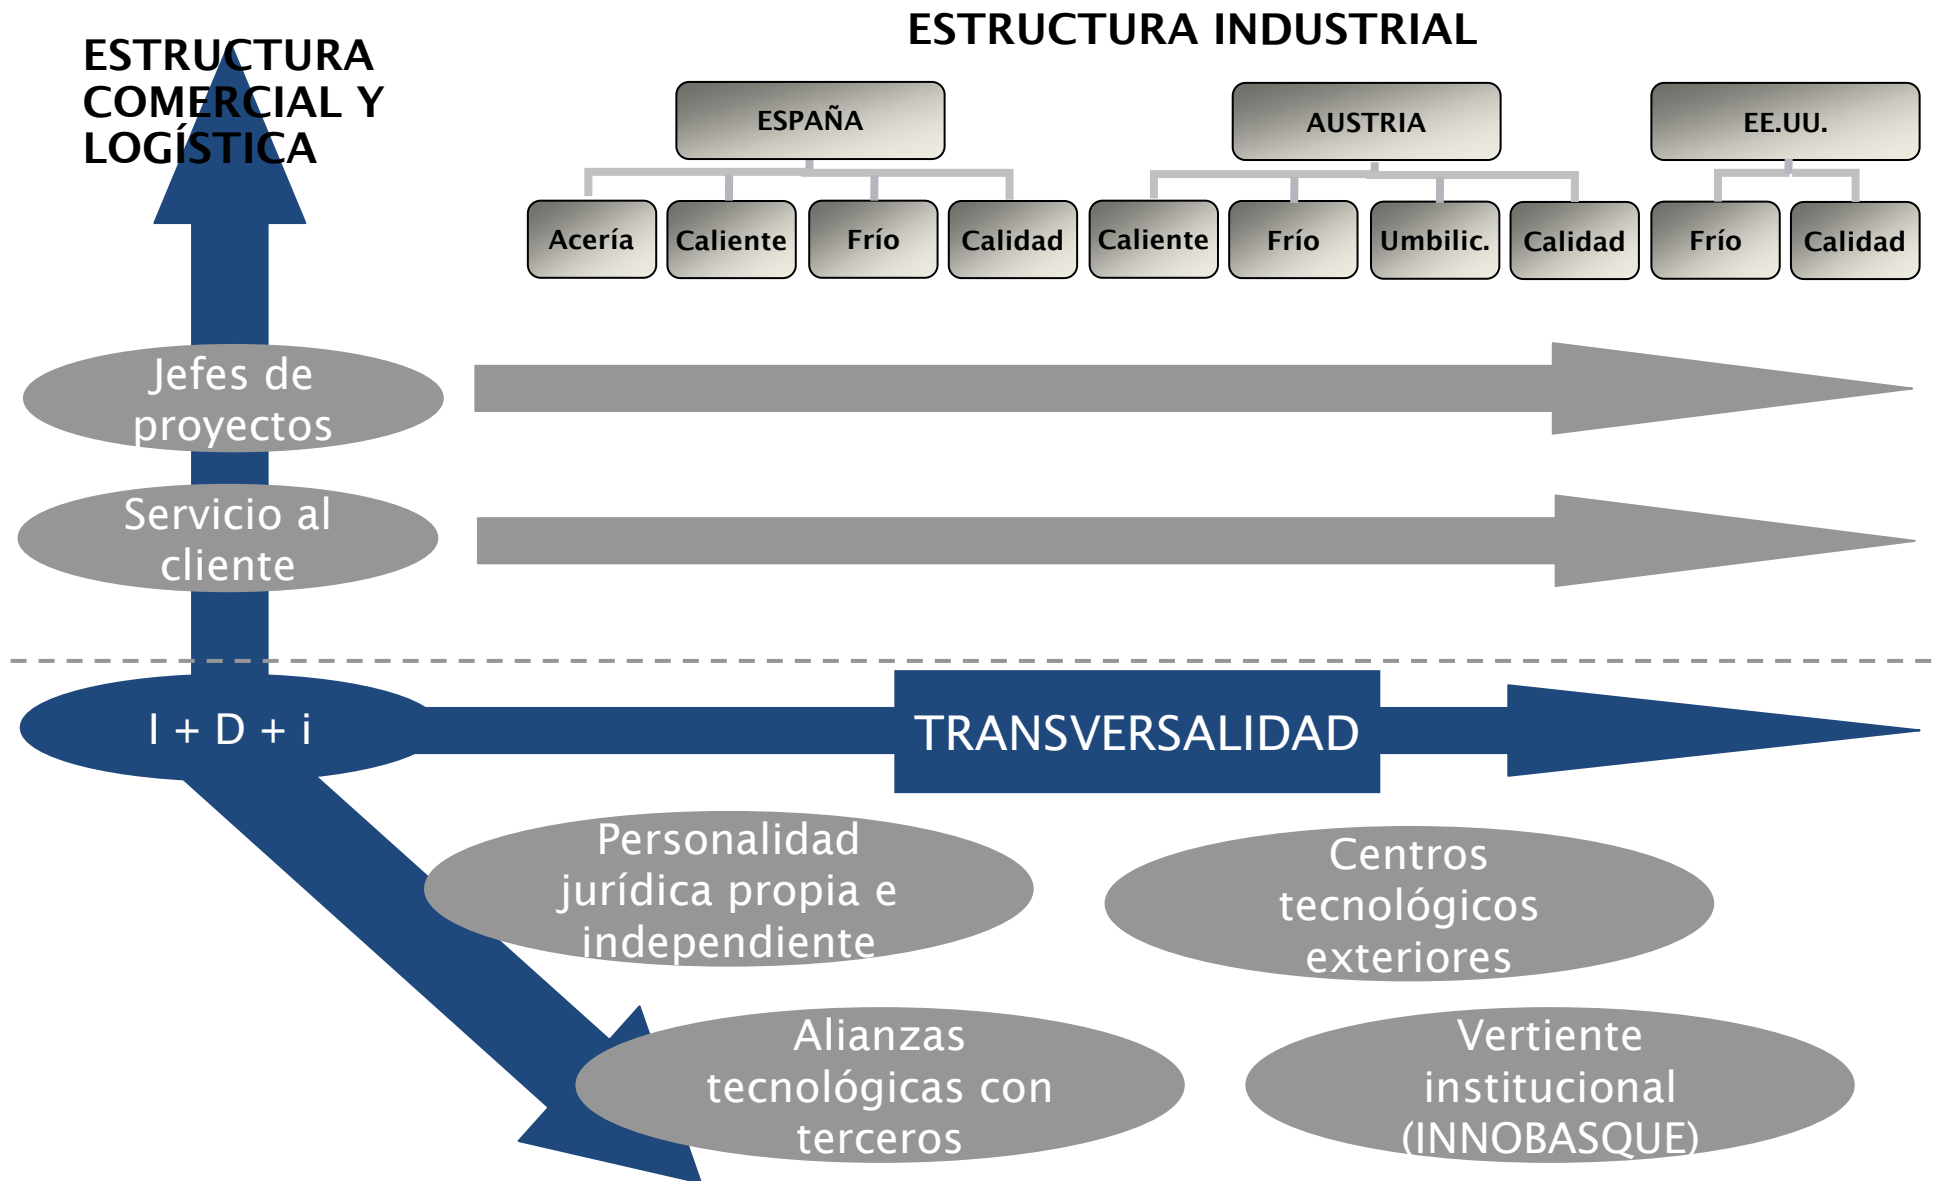 ESTRUCTURA INDUSTRIAL
ESTRUCTURA
COMERCIAL Y
LOGÍSTICA
ESPAÑA
AUSTRIA
EE.UU.
Acería
Caliente
Frío
Calidad
Caliente
Frío
Umbilic.
Calidad
Frío
Calidad
Jefes de
proyectos
Servicio al
cliente
I + D + i
TRANSVERSALIDAD
Personalidad
jurídica propia e
independiente
Centros
tecnológicos
exteriores
Alianzas
tecnológicas con
terceros
Vertiente
institucional
(INNOBASQUE)